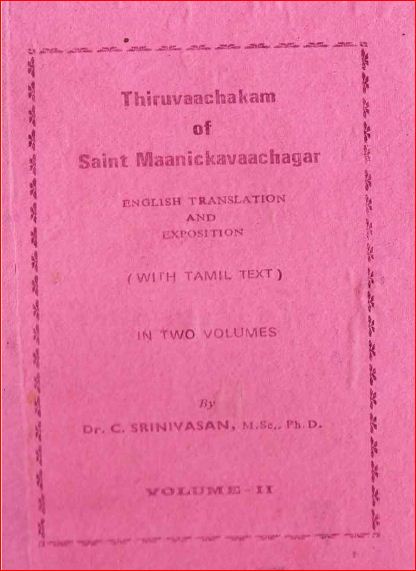 Thiruvaachakam
of
Saint Maanickavaachagar
ENGLISH TRANSLATION
AND
EXPOSITION
(WITH TAMIL TEXT)
IN TWO VOLUMES
By
Dr. C. SRINIVASAN, M.Sc., Ph.D.
VOLUME-II